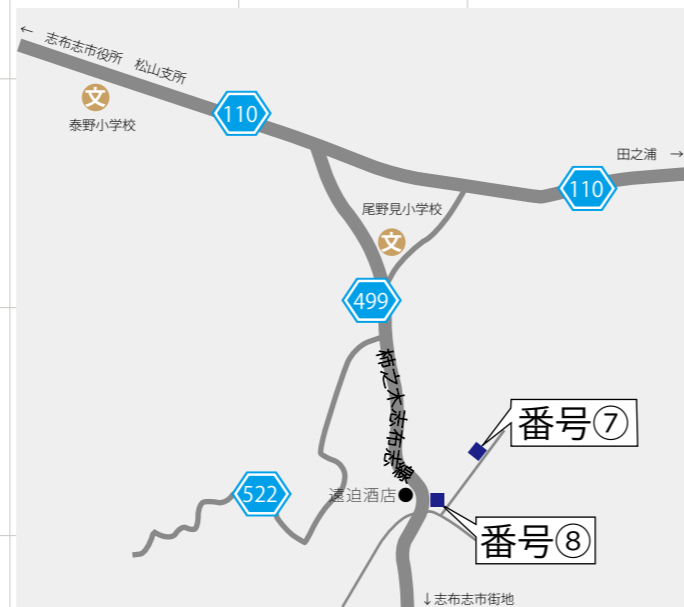 ← 志布志市役所 松山支所
文
泰野小学校
110
田之浦 →
110
尾野見小学校
文
499
柿之木志布志線
番号⑦
522
遠迫酒店
番号⑧
↓志布志市街地